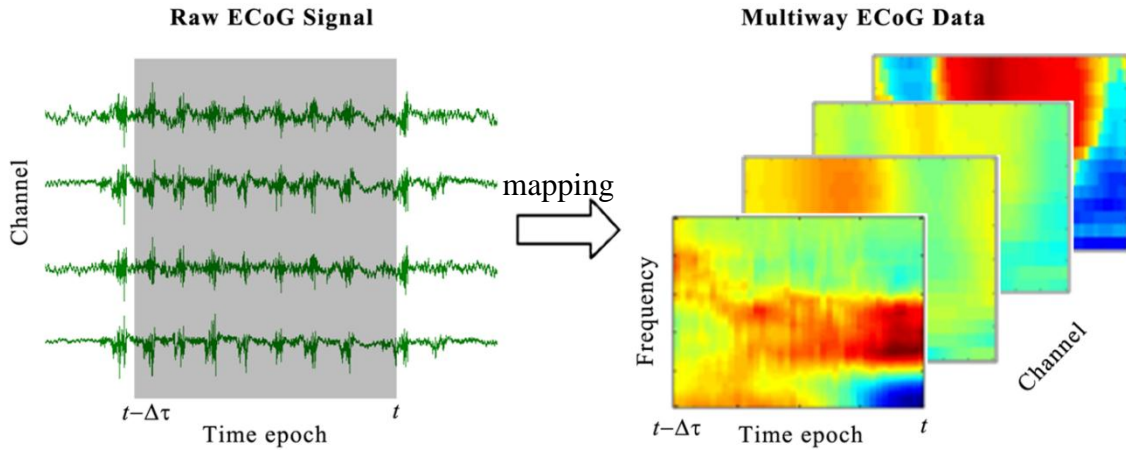 Raw ECoG Signal
Channel
t−Δτ
t
Time epoch
mapping
Multiway ECoG Data
Frequency
Channel
t−Δτ
t
Time epoch